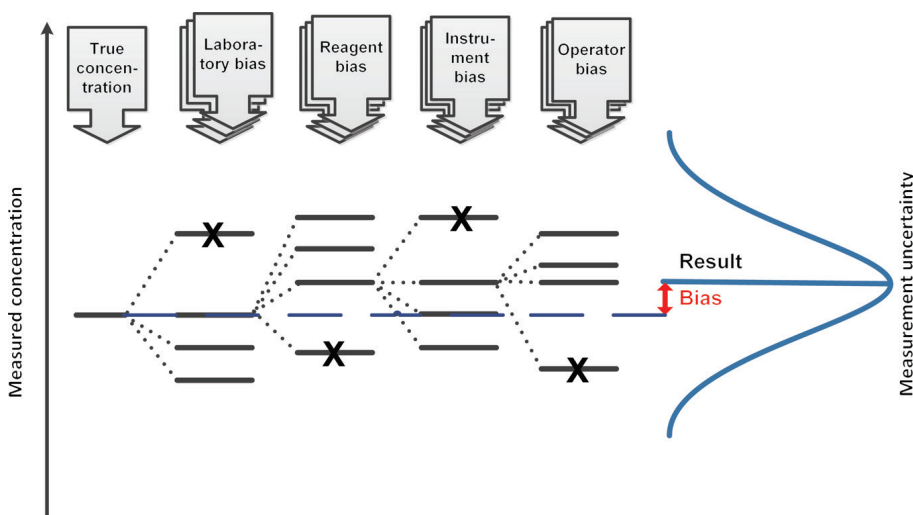 True
concen-
tration
Labora-
tory bias
Reagent
bias
Instru-
ment
bias
Operator
bias
Measured concentration
X
X
X
X
Result
Bias
Measurement uncertainty